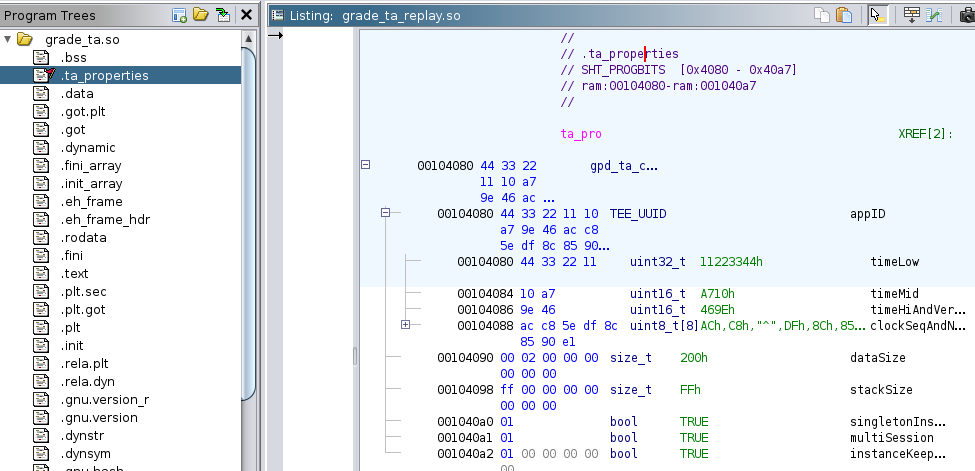 Program Trees
grade_ta.so
.bss
.ta_properties
.data
.got.plt
.got
.dynamic
.fini_array
.init_array
.eh_frame
.eh_frame_hdr
.rodata
.fini
.text
.plt.sec
.plt.got
.plt
.init
.rela.plt
.rela.dyn
.gnu.version_r
.gnu.version
.dynstr
.dynsym
.gnu.hash
Listing: grade_ta_replay.so
//
// .ta_properties
// SHT_PROGBITS [0x4080 - 0x40a7]
// ram:00104080-ram:001040a7
//
ta_pro XREF[2]:
00104080 44 33 22 gpd_ta_c...
11 10 a7
9e 46 ac ...
00104080 44 33 22 11 10 TEE_UUID appID
a7 9e 46 ac c8
5e df 8c 85 90...
00104080 44 33 22 11 uint32_t 11223344h timeLow
00104084 10 a7 uint16_t A710h timeMid
00104086 9e 46 uint16_t 469Eh timeHiAndVer...
00104088 ac c8 5e df 8c uint8_t[8] ACh,C8h,"^",DFh,8Ch,85... clockSeqAndN...
85 90 e1
00104090 00 02 00 00 00 size_t 200h dataSize
00 00 00
00104098 ff 00 00 00 00 size_t FFh stackSize
00 00 00
001040a0 01 bool TRUE singletonIns...
001040a1 01 bool TRUE multiSession
001040a2 01 00 00 00 00 bool TRUE instanceKeep...
00